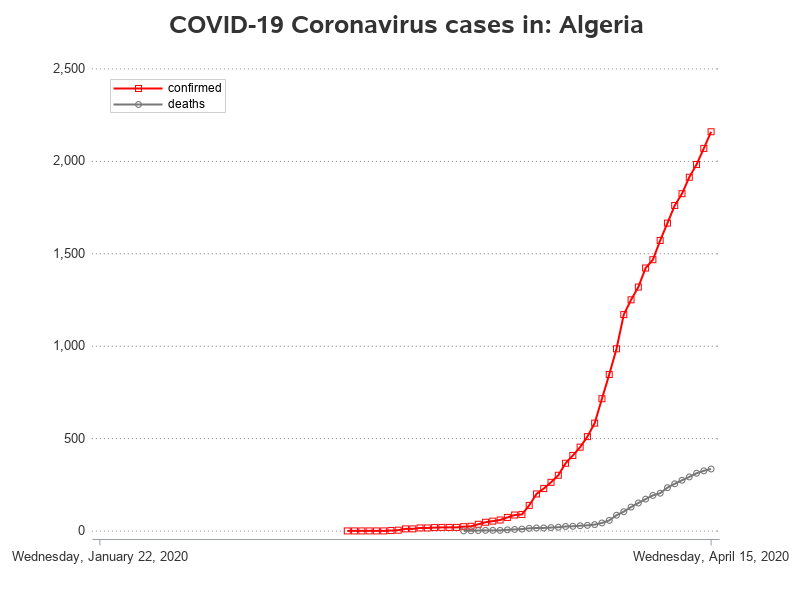 COVID-19 Coronavirus cases in: Algeria
2,500
confirmed
deaths
2,000
1,500
1,000
500
0
Wednesday, January 22, 2020
Wednesday, April 15, 2020